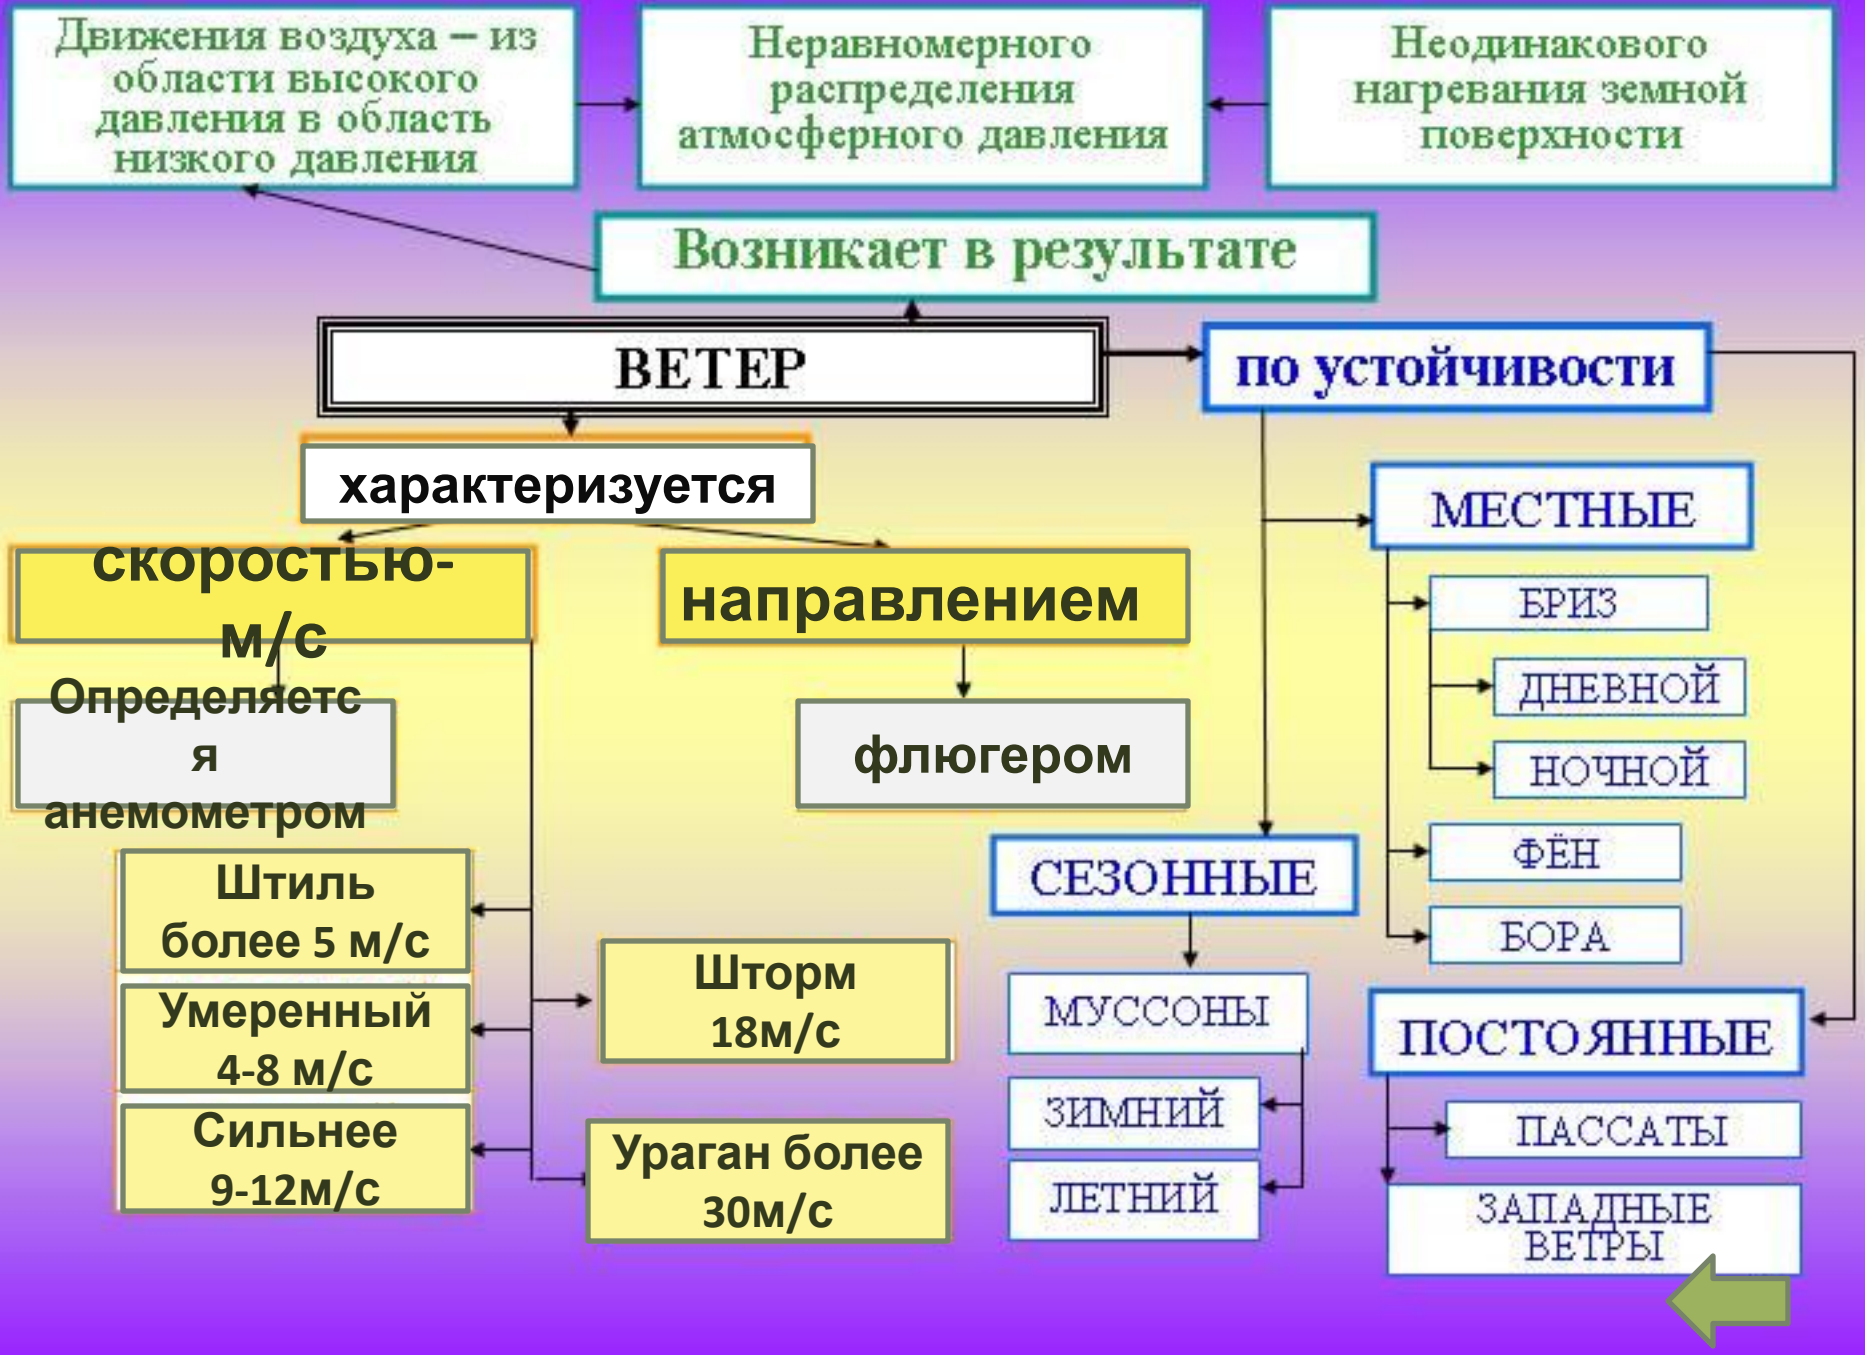 Движения воздуха – из
области высокого
давления в область
низкого давления
Неравномерного
распределения
атмосферного давления
Неодинакового
нагревания земной
поверхности
Возникает в результате
ВЕТЕР
по устойчивости
характеризуется
скоростью-
м/с
направлением
Определяетс
я
анемометром
флюгером
Штиль
более 5 м/с
Умеренный
4-8 м/с
Сильнее
9-12м/с
Шторм
18м/с
Ураган более
30м/с
МЕСТНЫЕ
БРИЗ
ДНЕВНОЙ
НОЧНОЙ
ФЁН
БОРА
СЕЗОННЫЕ
МУССОНЫ
ЗИМНИЙ
ЛЕТНИЙ
ПОСТОЯННЫЕ
ПАССАТЫ
ЗАПАДНЫЕ
ВЕТРЫ